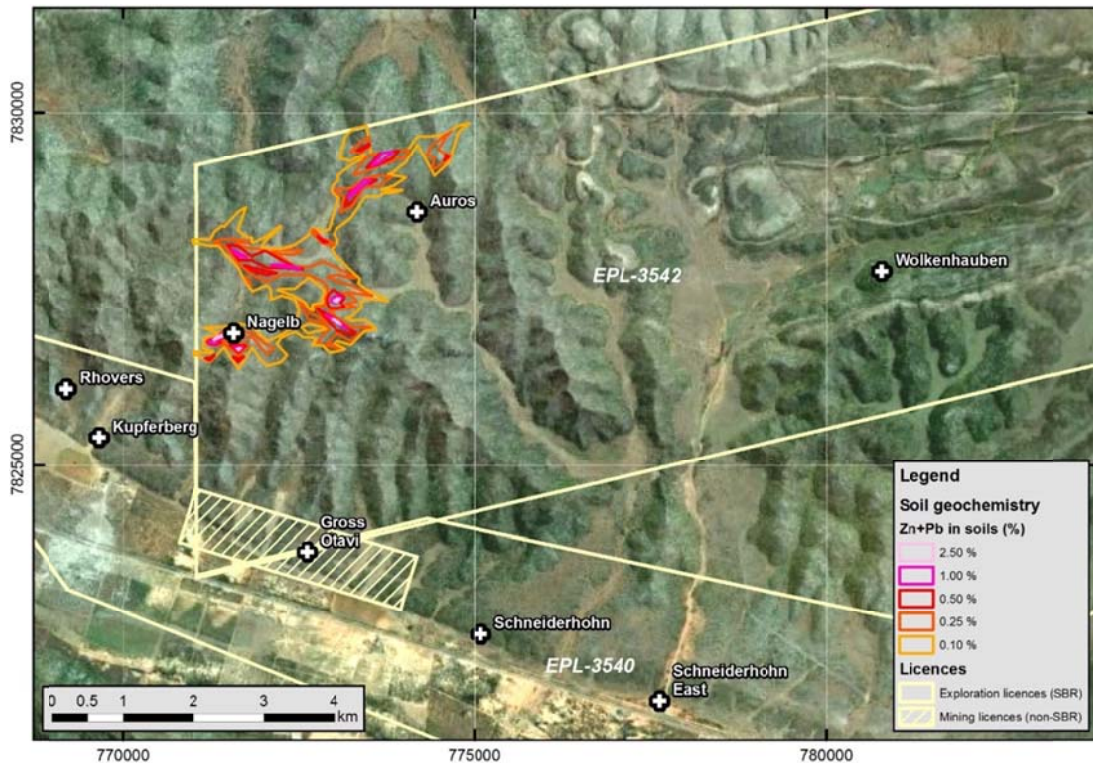 7830000
7825000
Auros
Wolkenhauben
EPL-3542
Nagelb
Rhovers
Kupferberg
Gross
Otavi
Schneiderhohn
EPL-3540
Schneiderhohn
East
0 0.5 1 2 3 4
km
Legend
Soil geochemistry
Zn+Pb in soils (%)
2.50 %
1.00 %
0.50 %
0.25 %
0.10 %
Licences
Exploration licences (SBR)
Mining licences (non-SBR)
770000 775000 780000